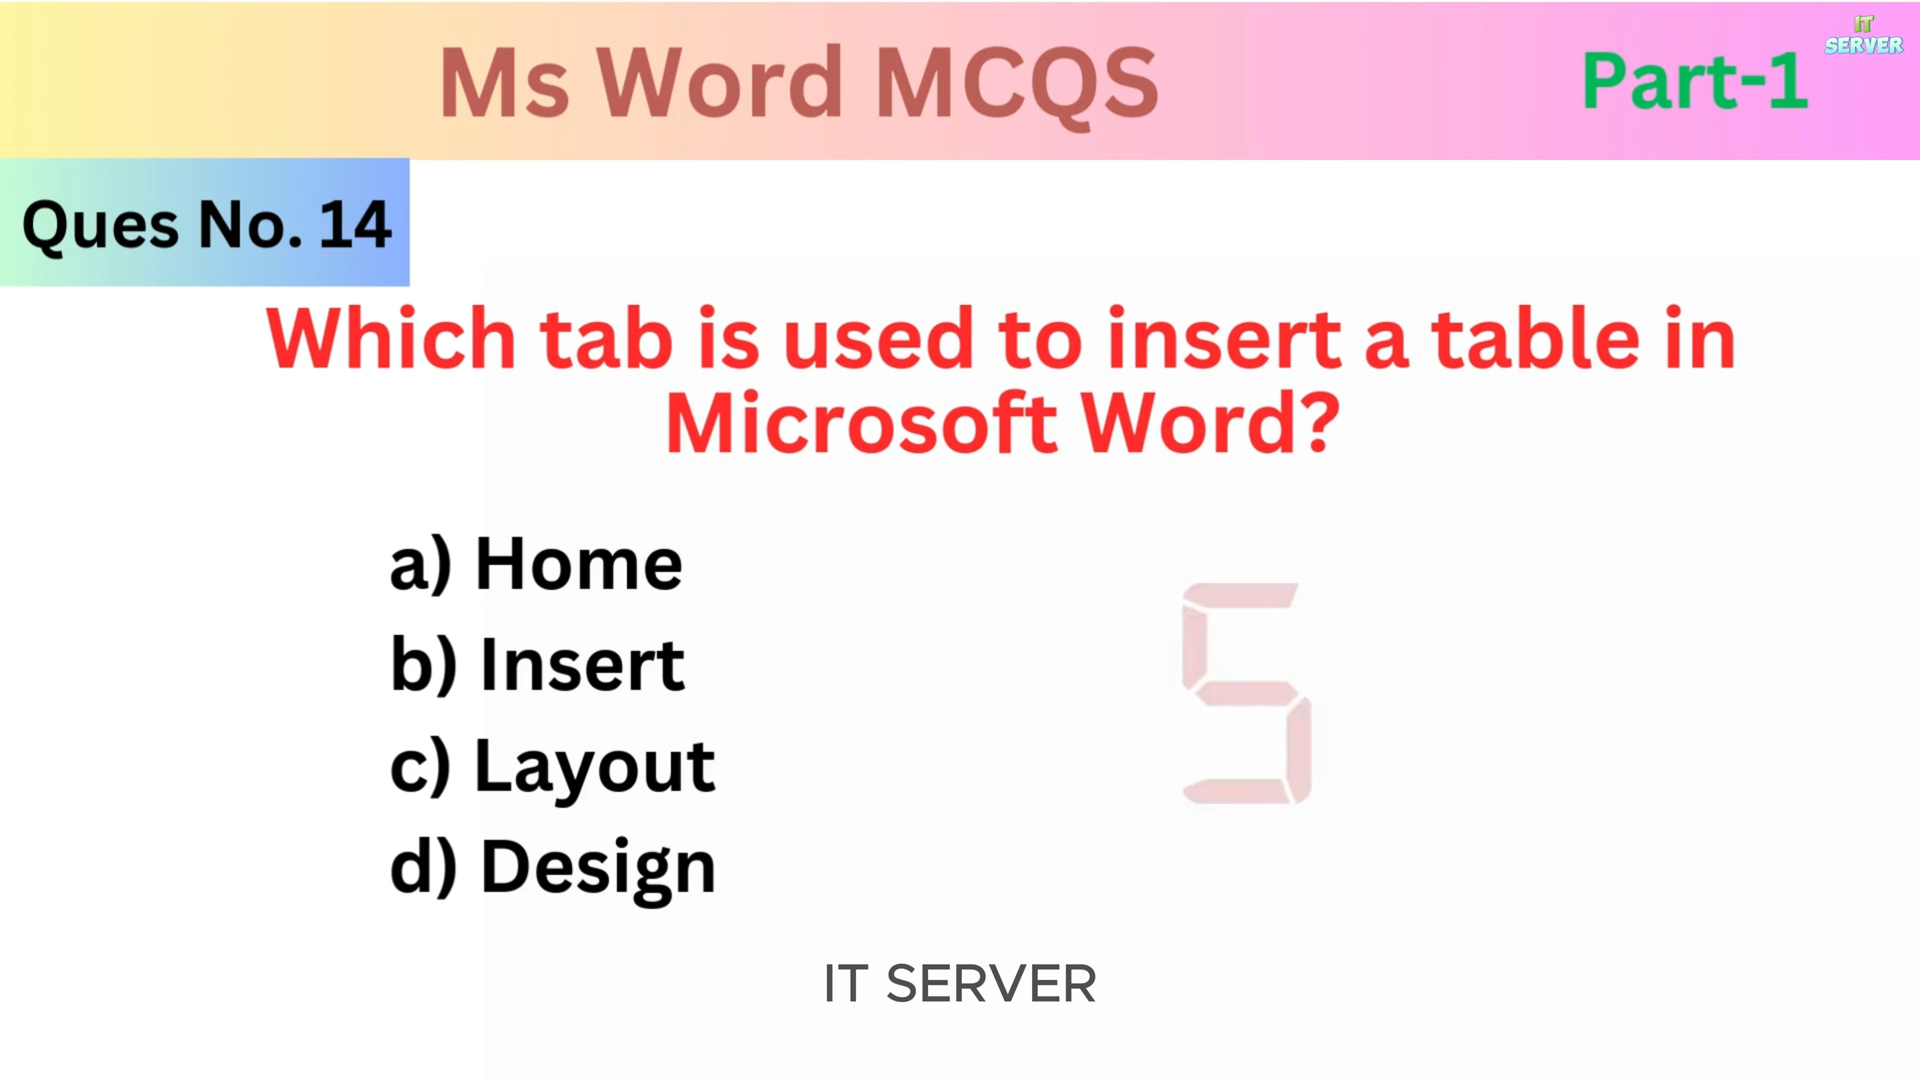 Ms Word MCQS
Part-1
IT
SERVER
Ques No. 14
Which tab is used to insert a table in
Microsoft Word?
a) Home
b) Insert
c) Layout
d) Design
5
IT SERVER